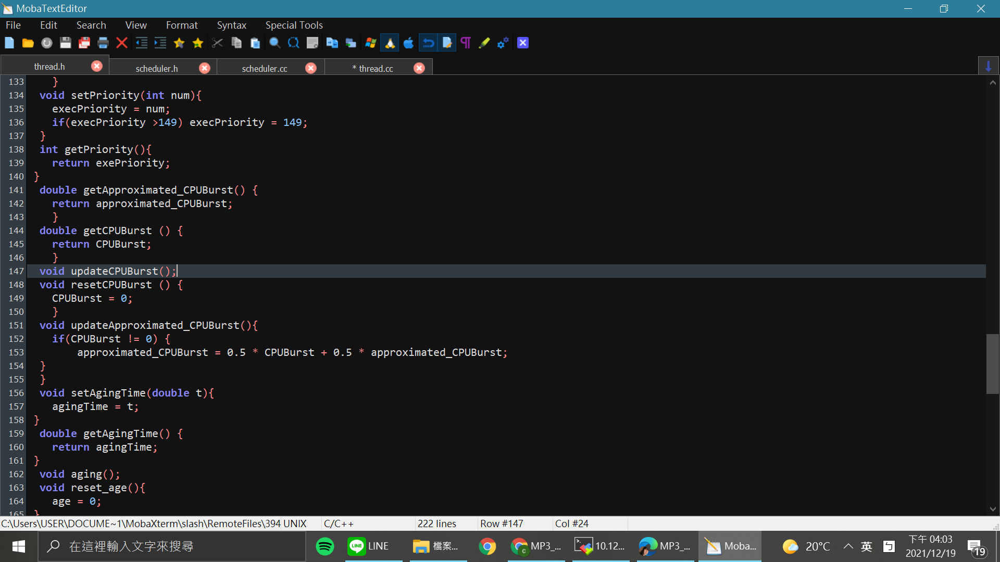 MobaTextEditor
File Edit Search View Format Syntax Special Tools
thread.h scheduler.h scheduler.cc * thread.cc
133 }
134 void setPriority(int num){
135 execPriority = num;
136 if(execPriority >149) execPriority = 149;
137 }
138 int getPriority(){
139 return exePriority;
140 }
141 double getApproximated_CPUBurst() {
142 return approximated_CPUBurst;
143 }
144 double getCPUBurst () {
145 return CPUBurst;
146 }
147 void updateCPUBurst();
148 void resetCPUBurst () {
149 CPUBurst = 0;
150 }
151 void updateApproximated_CPUBurst(){
152 if(CPUBurst != 0) {
153 approximated_CPUBurst = 0.5 * CPUBurst + 0.5 * approximated_CPUBurst;
154 }
155 }
156 void setAgingTime(double t){
157 agingTime = t;
158 }
159 double getAgingTime() {
160 return agingTime;
161 }
162 void aging();
163 void reset_age(){
164 age = 0;
165 }
C:\Users\USER\DOCUME~1\MobaXterm\slash\RemoteFiles\394 UNIX C/C++ 222 lines Row #147 Col #24
在這裡輸入文字來搜尋 LINE LINE 檔案... MP3_... 10.12... MP3_... Moba... 20°C 英 ㄅ 下午 04:03
2021/12/19 19